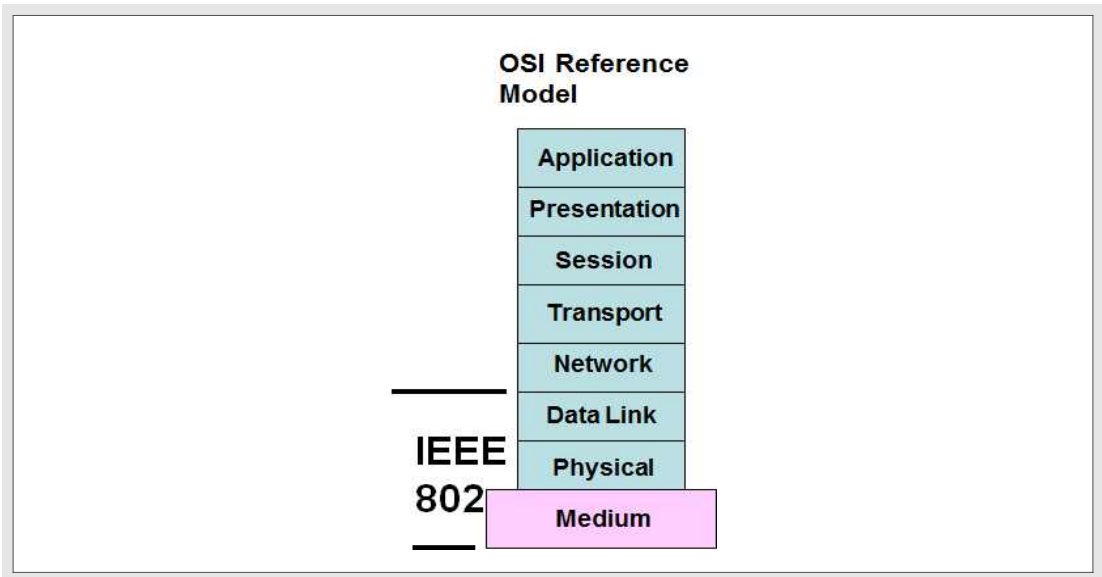 OSI Reference
Model
Application
Presentation
Session
Transport
Network
Data Link
IEEE
802
Physical
Medium